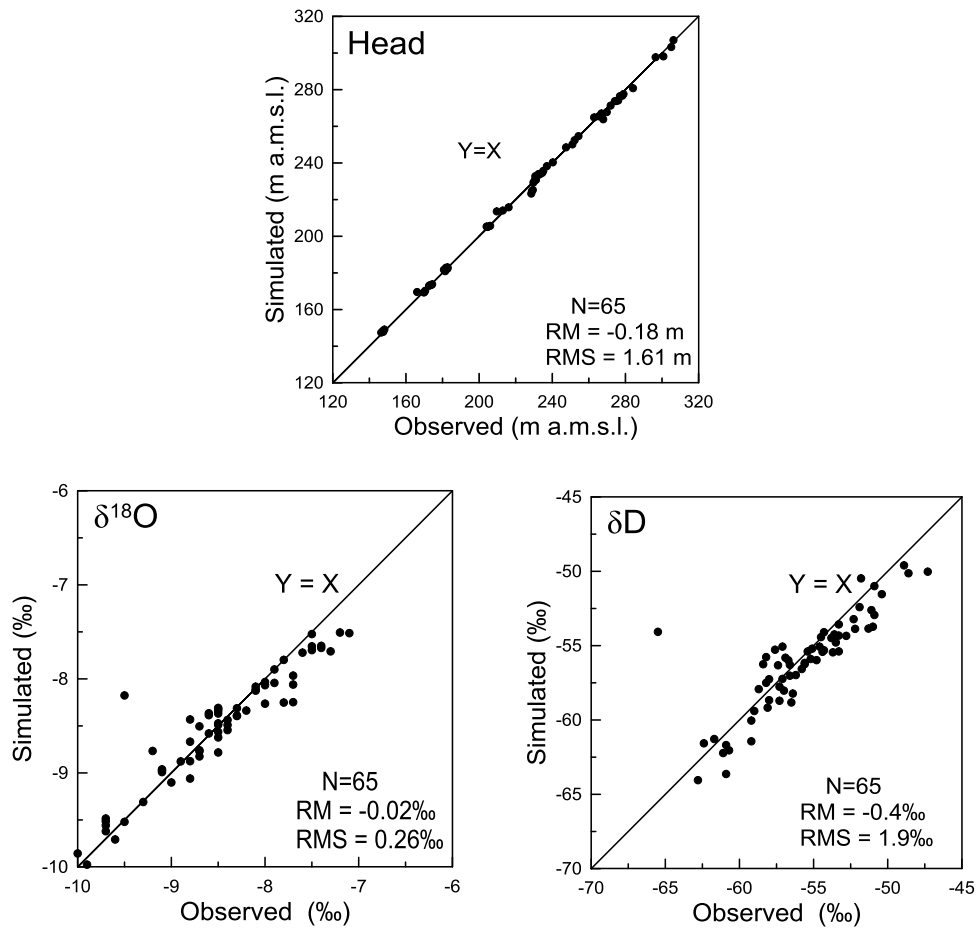 Head
320
280
240
200
160
120
Simulated (m a.m.s.l.)
Y=X
N=65
RM = -0.18 m
RMS = 1.61 m
120 160 200 240 280 320
Observed (m a.m.s.l.)
δ18O
-6
-7
-8
-9
-10
Simulated (‰)
Y = X
N=65
RM = -0.02‰
RMS = 0.26‰
-10 -9 -8 -7 -6
Observed (‰)
δD
-45
-50
-55
-60
-65
-70
Simulated (‰)
Y = X
N=65
RM = -0.4‰
RMS = 1.9‰
-70 -65 -60 -55 -50 -45
Observed (‰)